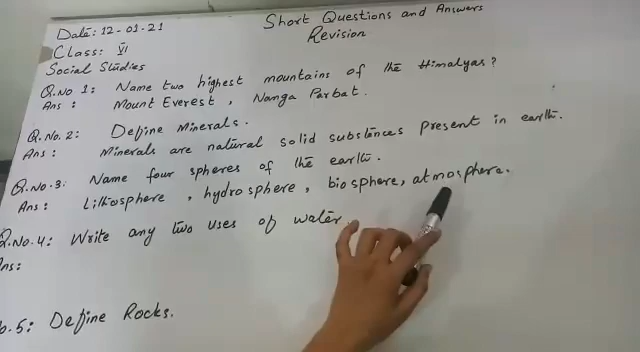 Date: 12-01-21
Short Questions and Answers
Revision
Class: VI
Social Studies
Q.No 1: Name two highest mountains of the Himalyas?
Ans: Mount Everest, Nanga Parbat.
Q.No.2: Define Minerals.
Ans: Minerals are natural solid substances present in earth.
Q.No.3: Name four spheres of the earth.
Ans: Lithosphere, hydrosphere, biosphere, atmosphere.
Q.No.4: Write any two uses of water.
Ans:
o.5: Define Rocks.